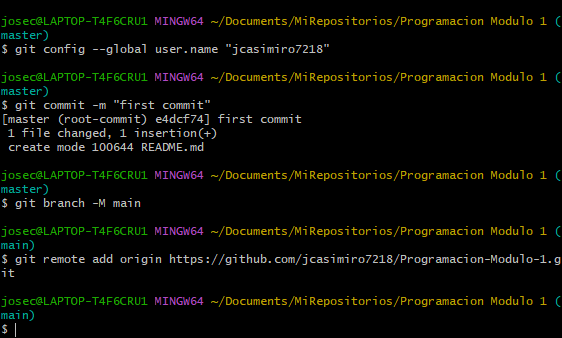 josec@LAPTOP-T4F6CRU1 MINGW64 ~/Documents/MiRepositorios/Programacion Modulo 1 (
master)
$ git config --global user.name "jcasimiro7218"
josec@LAPTOP-T4F6CRU1 MINGW64 ~/Documents/MiRepositorios/Programacion Modulo 1 (
master)
$ git commit -m "first commit"
[master (root-commit) e4dcf74] first commit
 1 file changed, 1 insertion(+)
 create mode 100644 README.md
josec@LAPTOP-T4F6CRU1 MINGW64 ~/Documents/MiRepositorios/Programacion Modulo 1 (
master)
$ git branch -M main
josec@LAPTOP-T4F6CRU1 MINGW64 ~/Documents/MiRepositorios/Programacion Modulo 1 (
main)
$ git remote add origin https://github.com/jcasimiro7218/Programacion-Modulo-1.g
it
josec@LAPTOP-T4F6CRU1 MINGW64 ~/Documents/MiRepositorios/Programacion Modulo 1 (
main)
$